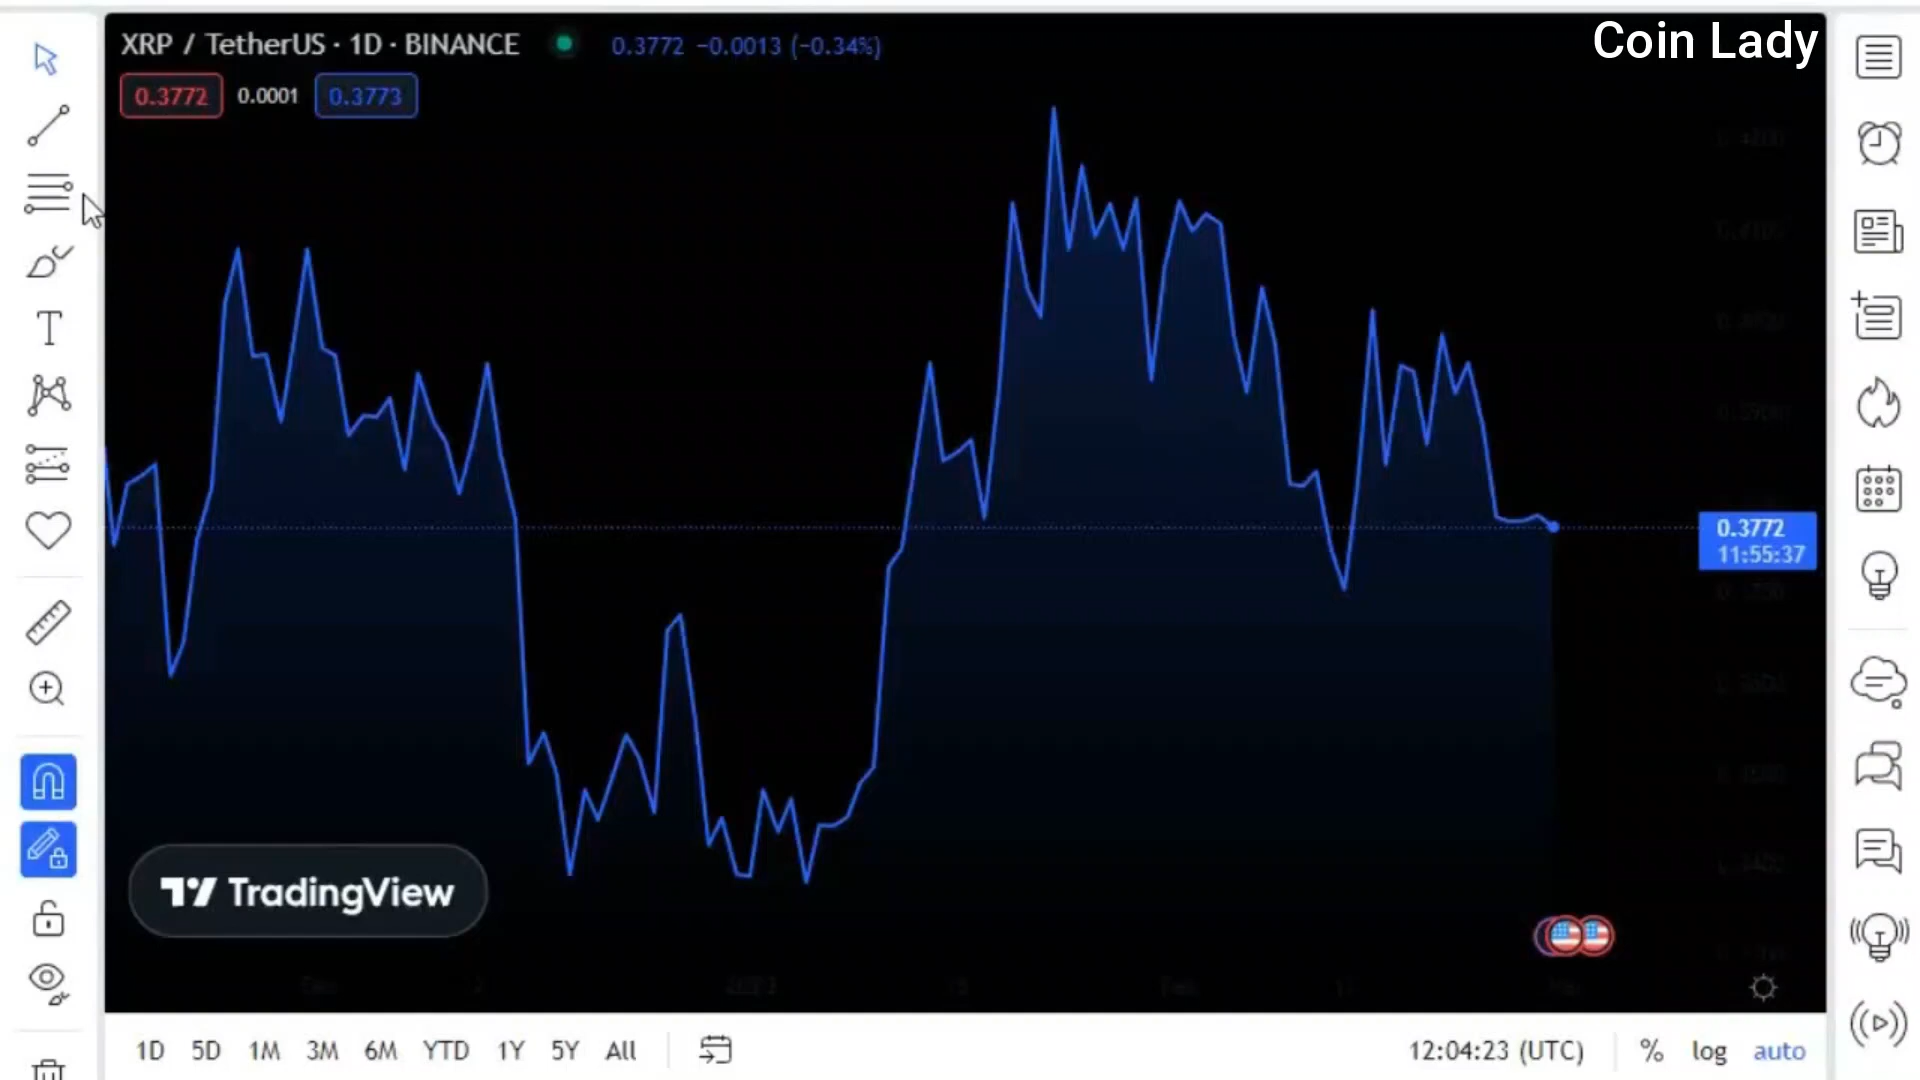 XRP / TetherUS · 1D · BINANCE
0.3772 −0.0013 (−0.34%)
Coin Lady
0.3772
0.0001
0.3773
0.3772
11:55:37
TradingView
1D 5D 1M 3M 6M YTD 1Y 5Y All
12:04:23 (UTC)
% log auto